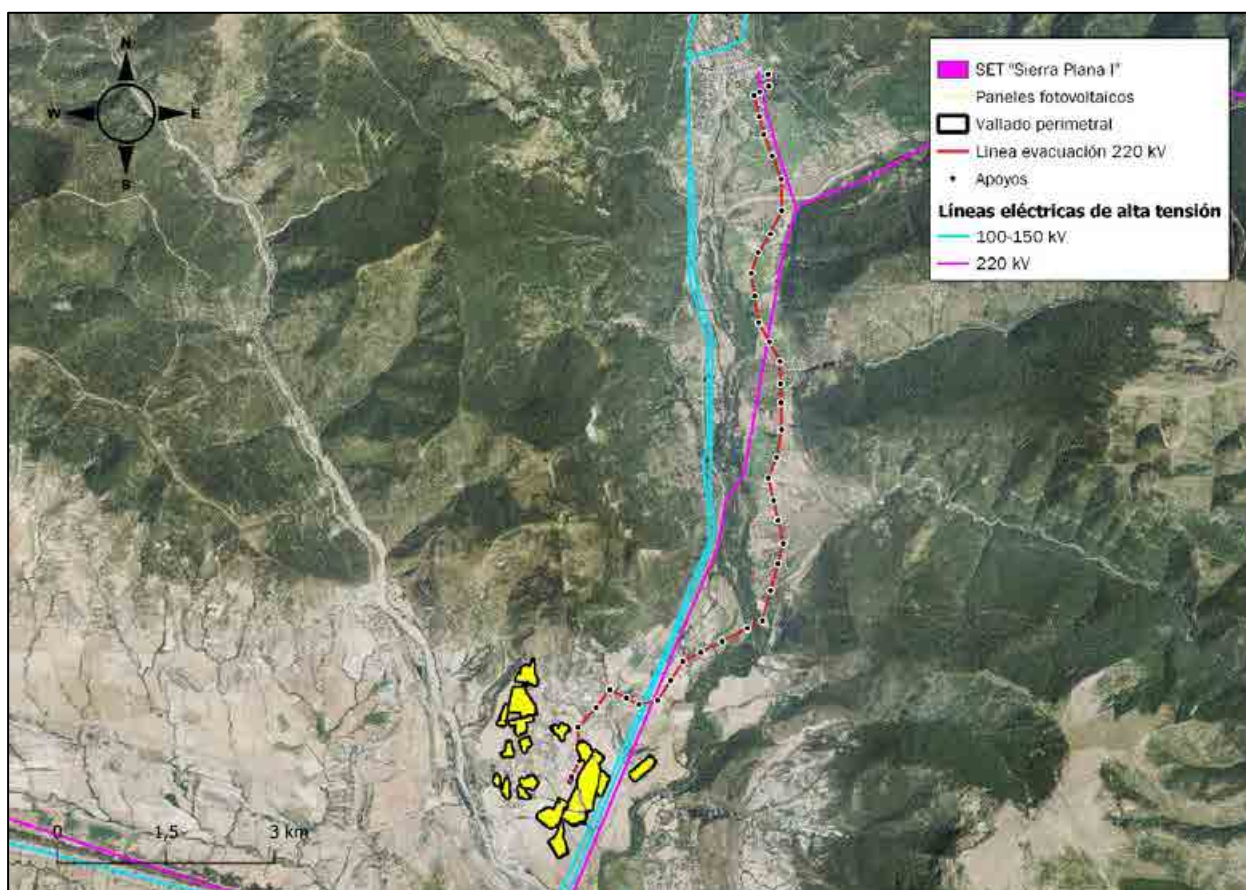 N
W E
S
SET "Sierra Plana I"
Paneles fotovoltaicos
Vallado perimetral
Linea evacuación 220 kV
Apoyos
Líneas eléctricas de alta tensión
100-150 kV
220 kV
0 1,5 3 km